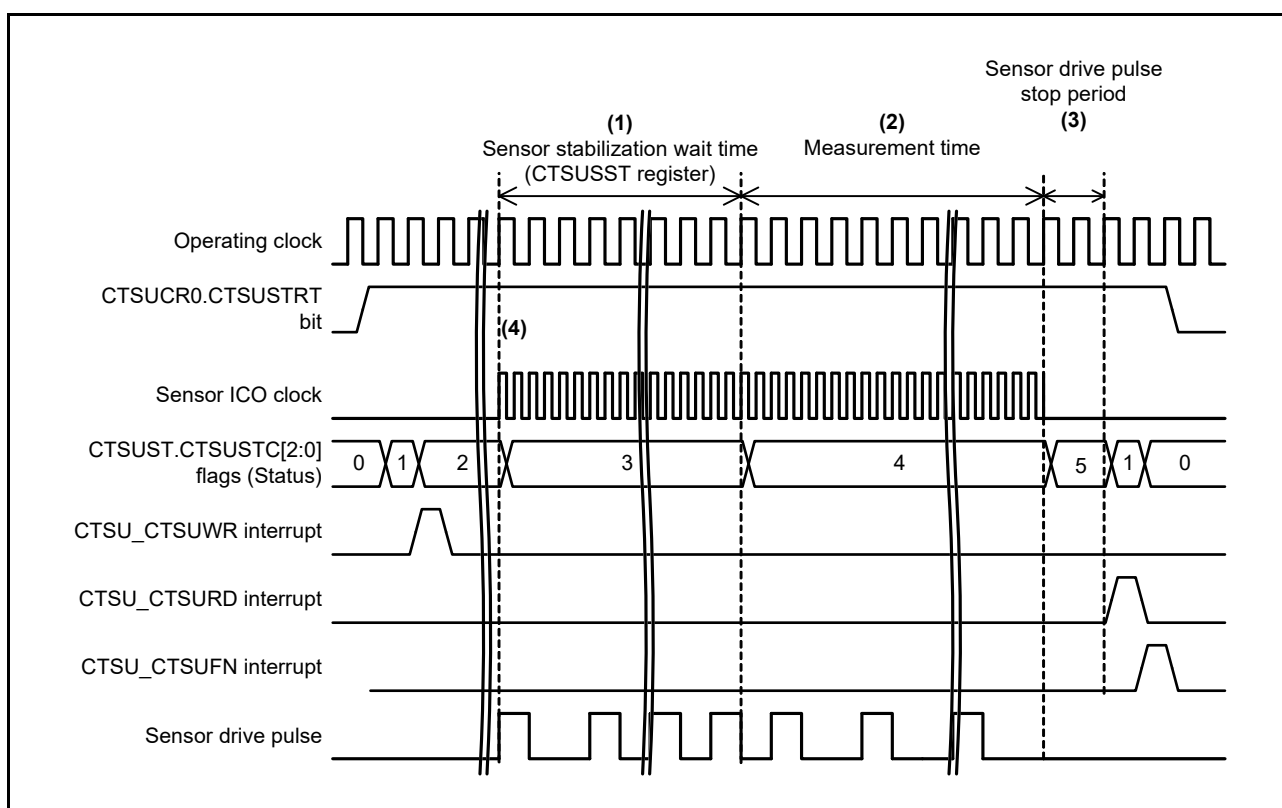 Sensor drive pulse
stop period
(1)
(2)
(3)
Sensor stabilization wait time
(CTSUSST register)
Measurement time
Operating clock
CTSUCR0.CTSUSTRT
bit
(4)
Sensor ICO clock
CTSUST.CTSUSTC[2:0]
flags (Status)
0 1 2 3 4 5 1 0
CTSU_CTSUWR interrupt
CTSU_CTSURD interrupt
CTSU_CTSUFN interrupt
Sensor drive pulse